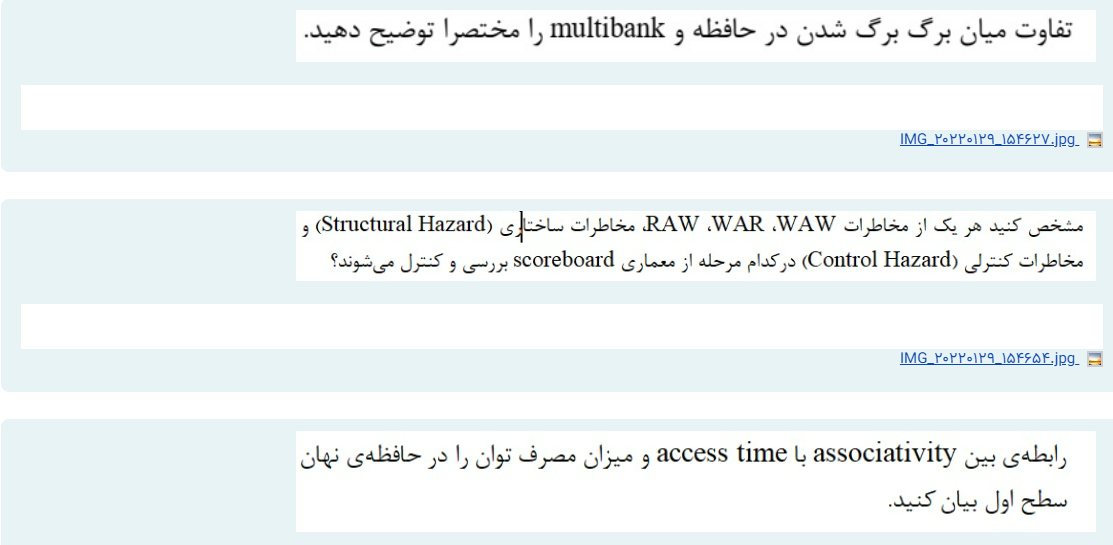 تفاوت میان برگ برگ شدن در حافظه و multibank را مختصرا توضیح دهید.
IMG_۲۰۲۲۰۱۲۹_۱۵۴۶۲۷.jpg
مشخص کنید هر یک از مخاطرات RAW ،WAR ،WAW، مخاطرات ساختاری (Structural Hazard) و
مخاطرات کنترلی (Control Hazard) درکدام مرحله از معماری scoreboard بررسی و کنترل می‌شوند؟
IMG_۲۰۲۲۰۱۲۹_۱۵۴۶۵۴.jpg
رابطه‌ی بین associativity با access time و میزان مصرف توان را در حافظه‌ی نهان
سطح اول بیان کنید.